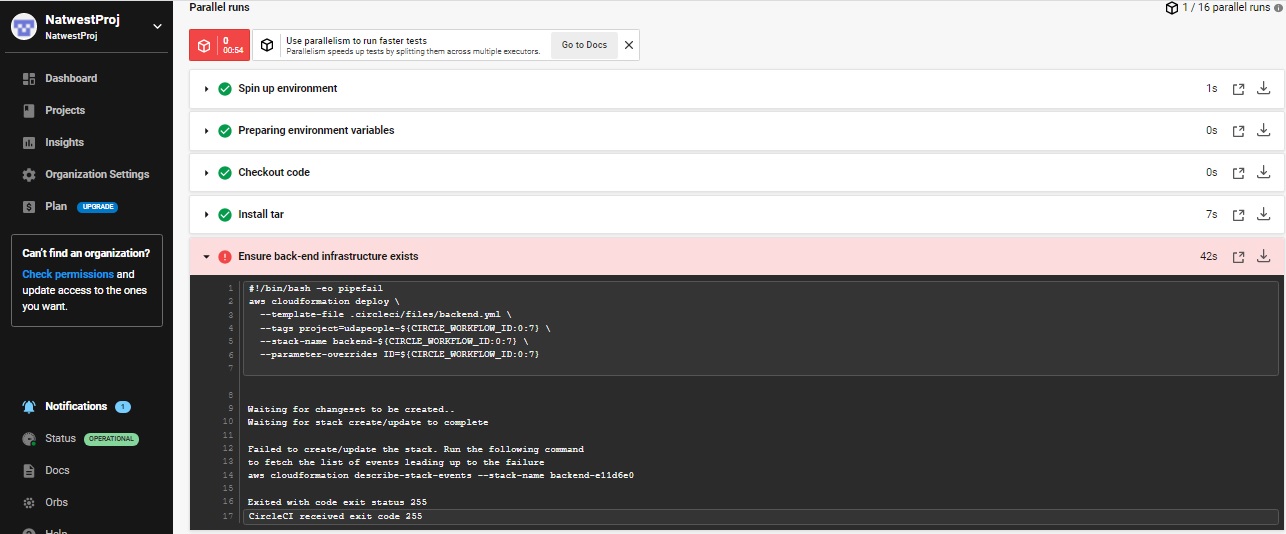 NatwestProj
NatwestProj
Dashboard
Projects
Insights
Organization Settings
Plan UPGRADE
Can't find an organization?
Check permissions and
update access to the ones
you want.
Notifications 1
Status OPERATIONAL
Docs
Orbs
Help
Parallel runs
1 / 16 parallel runs
0
00:54
Use parallelism to run faster tests
Parallelism speeds up tests by splitting them across multiple executors.
Go to Docs
Spin up environment 1s
Preparing environment variables 0s
Checkout code 0s
Install tar 7s
Ensure back-end infrastructure exists 42s
1 #!/bin/bash -eo pipefail
2 aws cloudformation deploy \
3 --template-file .circleci/files/backend.yml \
4 --tags project=udapeople-${CIRCLE_WORKFLOW_ID:0:7} \
5 --stack-name backend-${CIRCLE_WORKFLOW_ID:0:7} \
6 --parameter-overrides ID=${CIRCLE_WORKFLOW_ID:0:7}
7
8
9 Waiting for changeset to be created..
10 Waiting for stack create/update to complete
11
12 Failed to create/update the stack. Run the following command
13 to fetch the list of events leading up to the failure
14 aws cloudformation describe-stack-events --stack-name backend-e11d6e0
15
16 Exited with code exit status 255
17 CircleCI received exit code 255